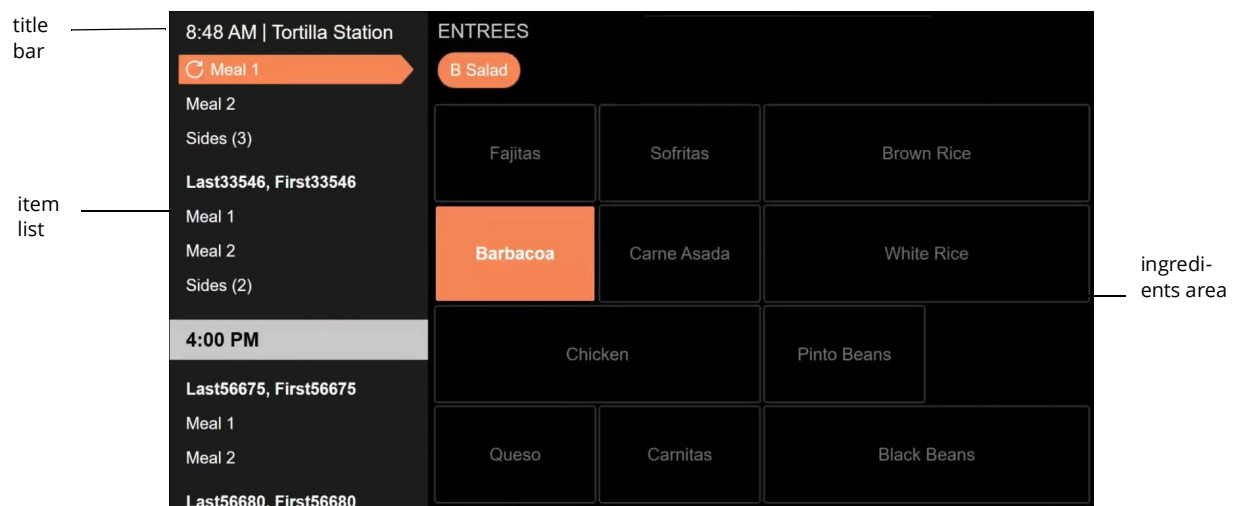 title
bar
8:48 AM | Tortilla Station
Meal 1
Meal 2
Sides (3)
Last33546, First33546
item
list
Meal 1
Meal 2
Sides (2)
4:00 PM
Last56675, First56675
Meal 1
Meal 2
Last56680, First56680
ENTREES
B Salad
Fajitas
Sofritas
Brown Rice
Barbacoa
Carne Asada
White Rice
Chicken
Pinto Beans
Queso
Carnitas
Black Beans
ingredi-
ents area